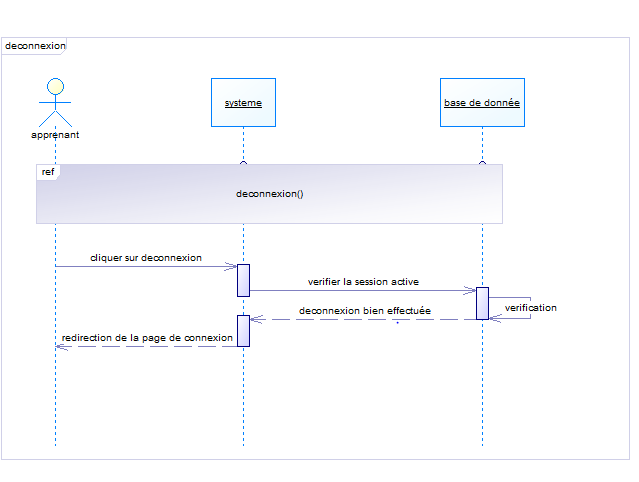 deconnexion
systeme
base de donnée
apprenant
ref
deconnexion()
cliquer sur deconnexion
verifier la session active
verification
deconnexion bien effectuée
redirection de la page de connexion